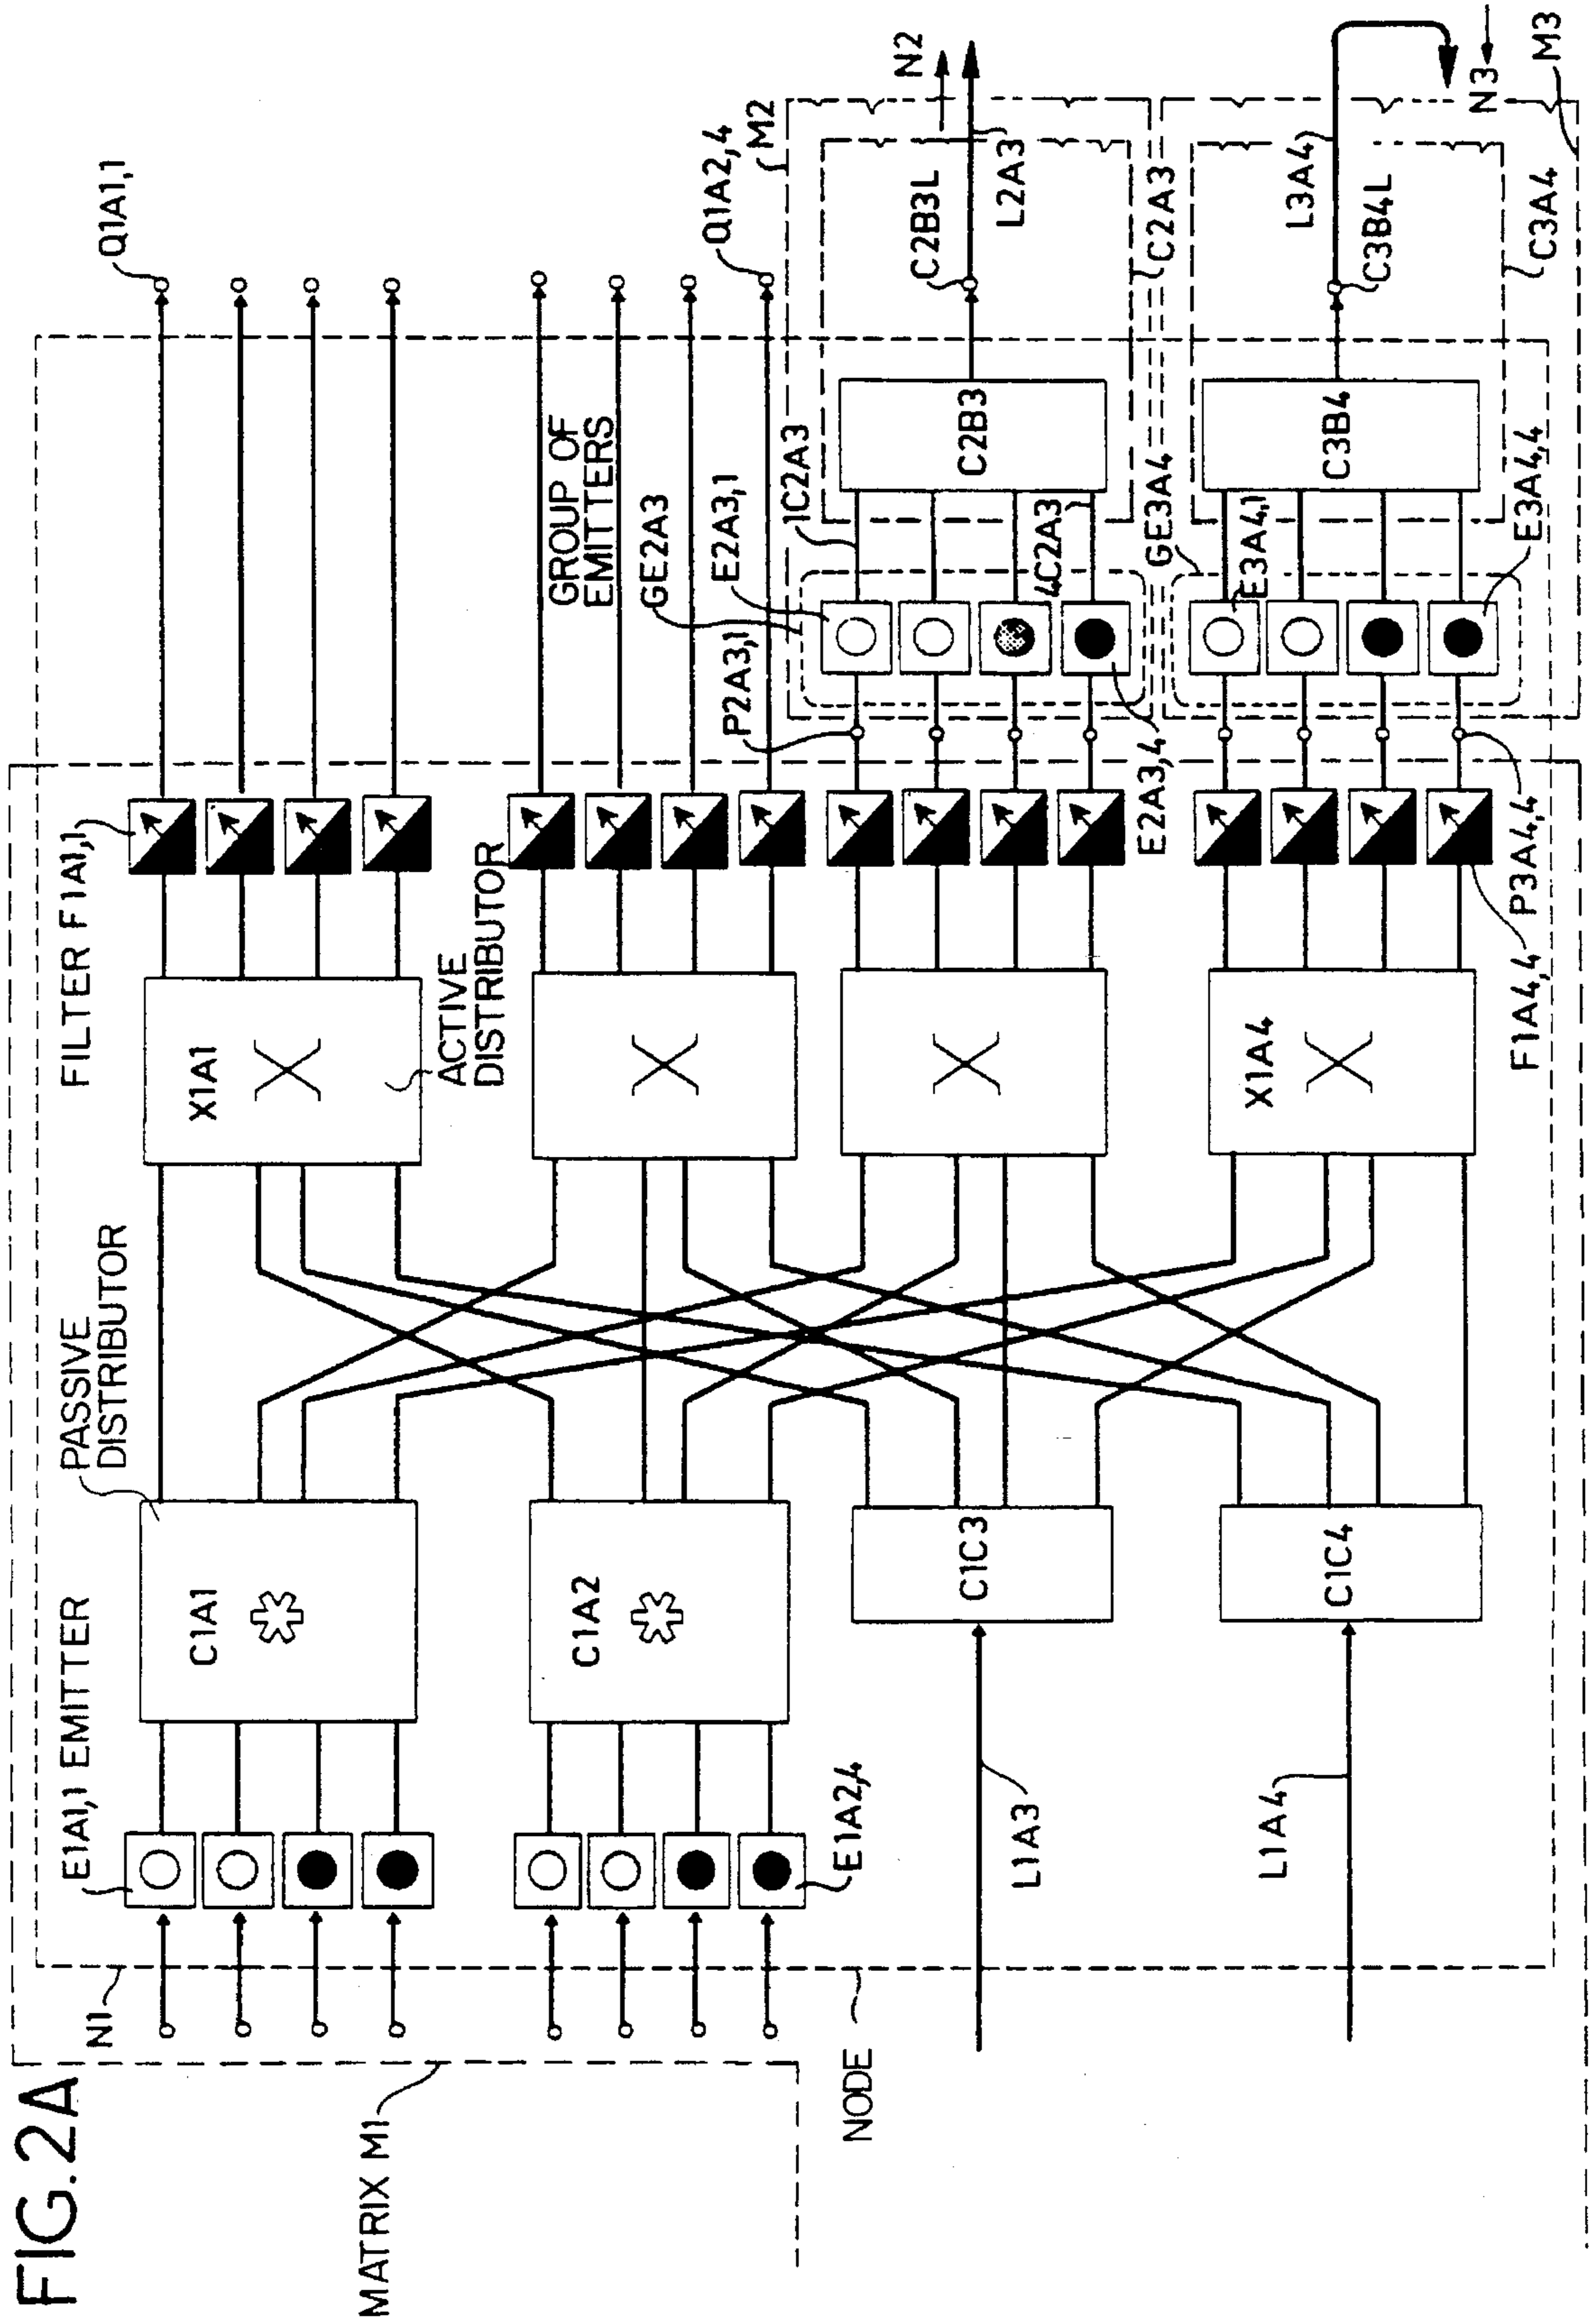 FIG.2A
MATRIX M1
N1
NODE
E1A1,1 EMITTER
E1A2,4
L1A3
L1A4
PASSIVE
DISTRIBUTOR
C1A1
C1A2
C1C3
C1C4
FILTER F1A1,1
X1A1
ACTIVE
DISTRIBUTOR
X1A4
F1A4,4
P3A4,4
Q1A1,1
GROUP OF
EMITTERS
GE2A3
E2A3,1
P2A3,1
E2A3,4
1C2A3
4C2A3
C2B3
GE3A4
E3A4,1
E3A4,4
C3B4
Q1A2,4
M2
N2
C2B3L
L2A3
C2A3
L3A4
C3B4L
C3A4
N3
M3